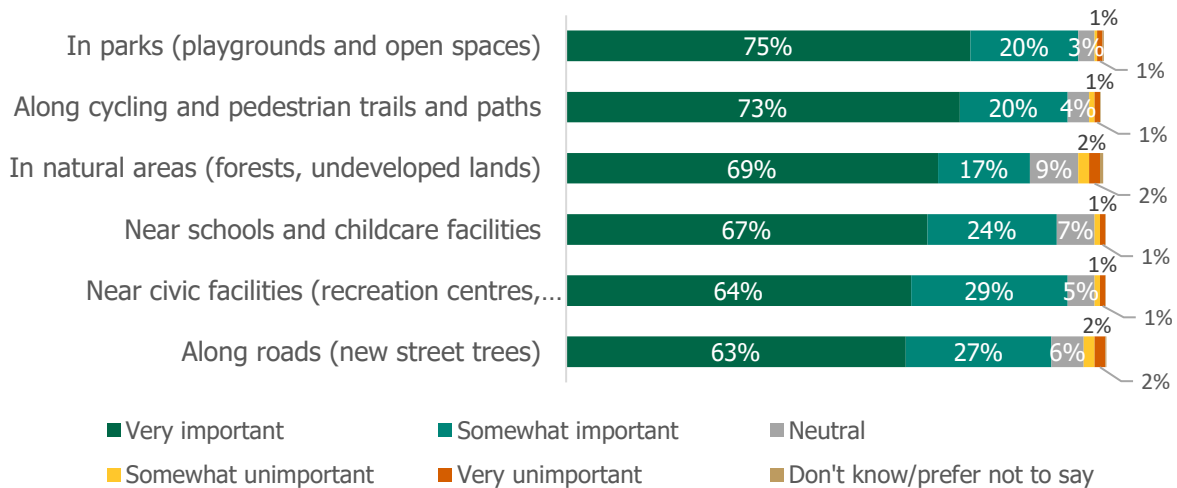 1%
In parks (playgrounds and open spaces) 75% 20% 3%
1%
1%
Along cycling and pedestrian trails and paths 73% 20% 4%
1%
2%
In natural areas (forests, undeveloped lands) 69% 17% 9%
2%
1%
Near schools and childcare facilities 67% 24% 7%
1%
1%
Near civic facilities (recreation centres,... 64% 29% 5%
1%
2%
Along roads (new street trees) 63% 27% 6%
2%
Very important Somewhat important Neutral
Somewhat unimportant Very unimportant Don't know/prefer not to say